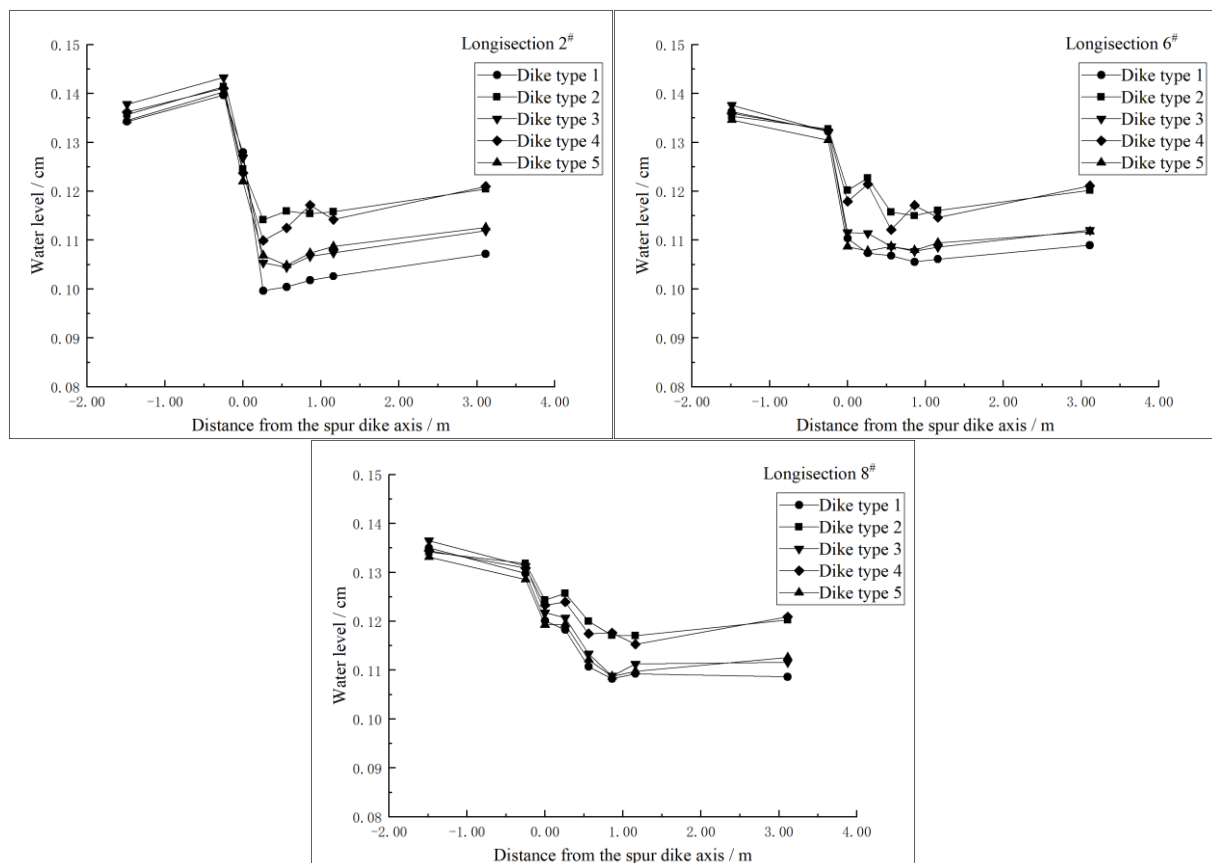 Longisection 2#
Dike type 1
Dike type 2
Dike type 3
Dike type 4
Dike type 5
0.15
0.14
0.13
0.12
0.11
0.10
0.09
0.08
Water level / cm
-2.00 -1.00 0.00 1.00 2.00 3.00 4.00
Distance from the spur dike axis / m
Longisection 6#
Dike type 1
Dike type 2
Dike type 3
Dike type 4
Dike type 5
0.15
0.14
0.13
0.12
0.11
0.10
0.09
0.08
Water level / cm
-2.00 -1.00 0.00 1.00 2.00 3.00 4.00
Distance from the spur dike axis / m
Longisection 8#
Dike type 1
Dike type 2
Dike type 3
Dike type 4
Dike type 5
0.15
0.14
0.13
0.12
0.11
0.10
0.09
0.08
Water level / cm
-2.00 -1.00 0.00 1.00 2.00 3.00 4.00
Distance from the spur dike axis / m